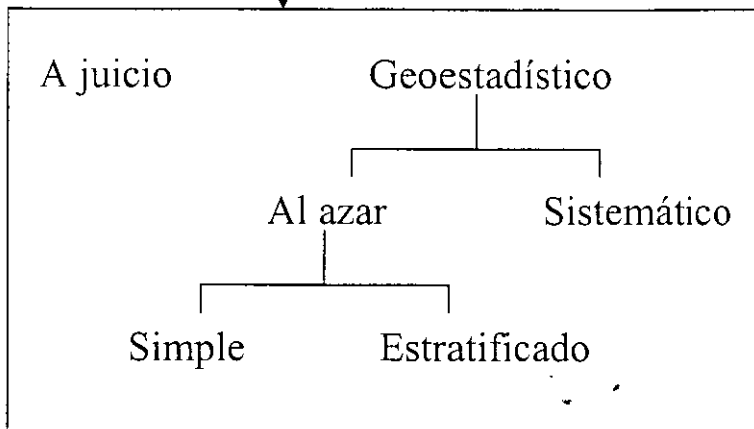 A juicio Geoestadístico
Al azar Sistemático
Simple Estratificado